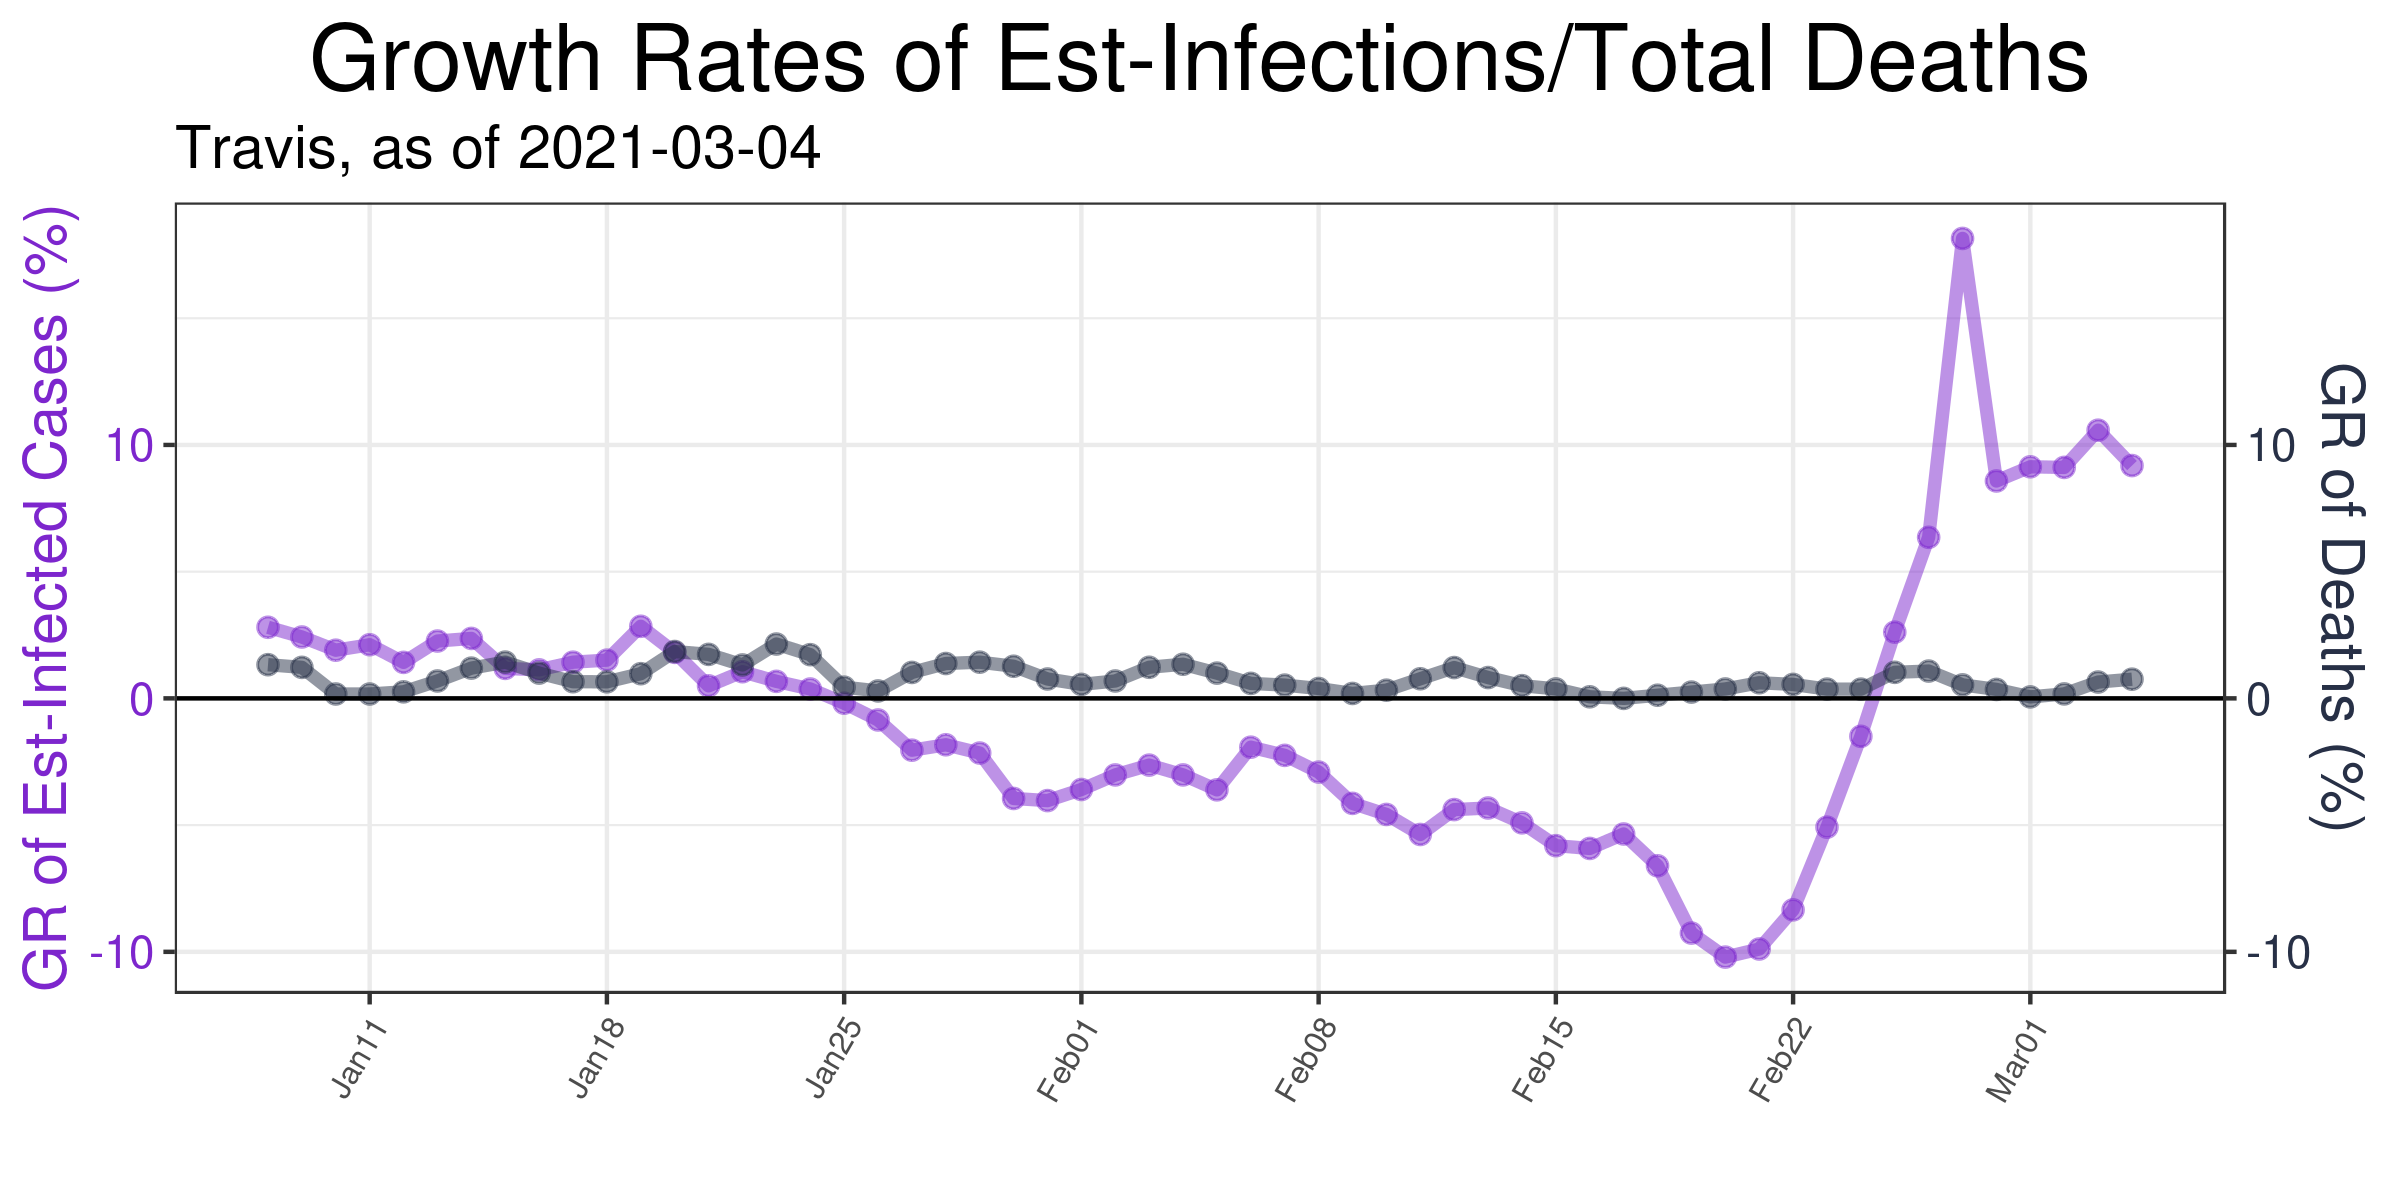 Growth Rates of Est-Infections/Total Deaths
Travis, as of 2021-03-04
GR of Est-Infected Cases (%)
10
0
-10
10
0
-10
GR of Deaths (%)
Jan11
Jan18
Jan25
Feb01
Feb08
Feb15
Feb22
Mar01